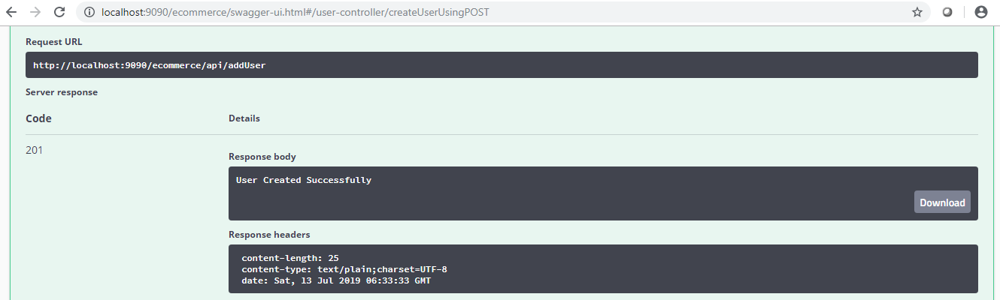 localhost:9090/ecommerce/swagger-ui.html#/user-controller/createUserUsingPOST
Request URL
http://localhost:9090/ecommerce/api/addUser
Server response
Code Details
201
Response body
User Created Successfully
Download
Response headers
content-length: 25
content-type: text/plain;charset=UTF-8
date: Sat, 13 Jul 2019 06:33:33 GMT